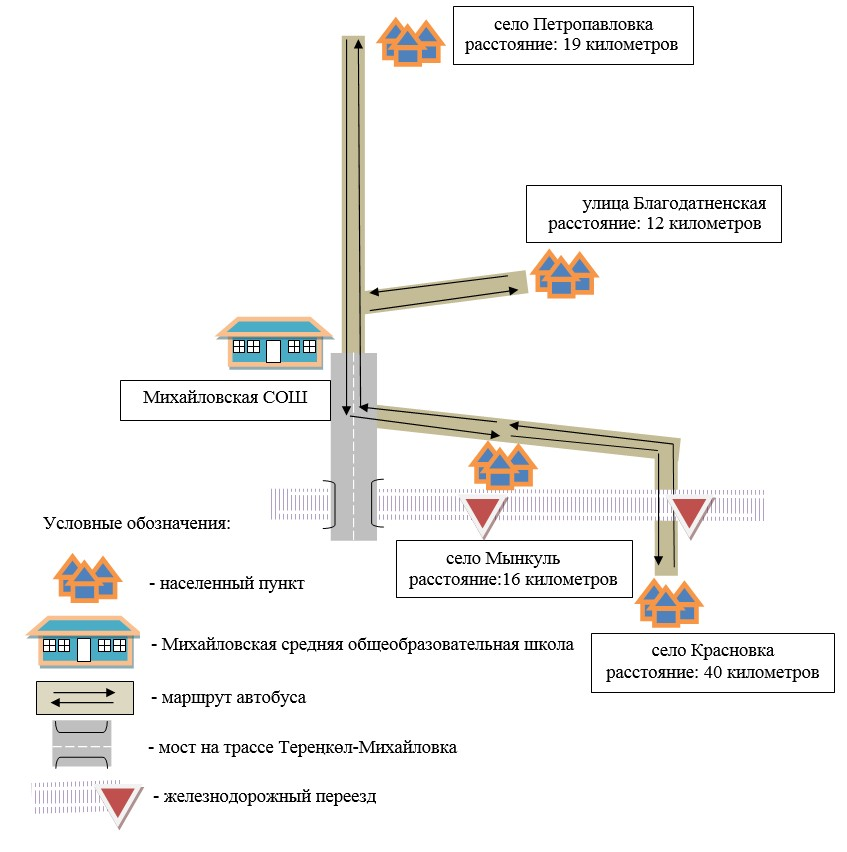 село Петропавловка
расстояние: 19 километров
улица Благодатненская
расстояние: 12 километров
Михайловская СОШ
Условные обозначения:
село Мынкуль
расстояние:16 километров
- населенный пункт
- Михайловская средняя общеобразовательная школа
село Красновка
расстояние: 40 километров
- маршрут автобуса
- мост на трассе Тереңкөл-Михайловка
- железнодорожный переезд